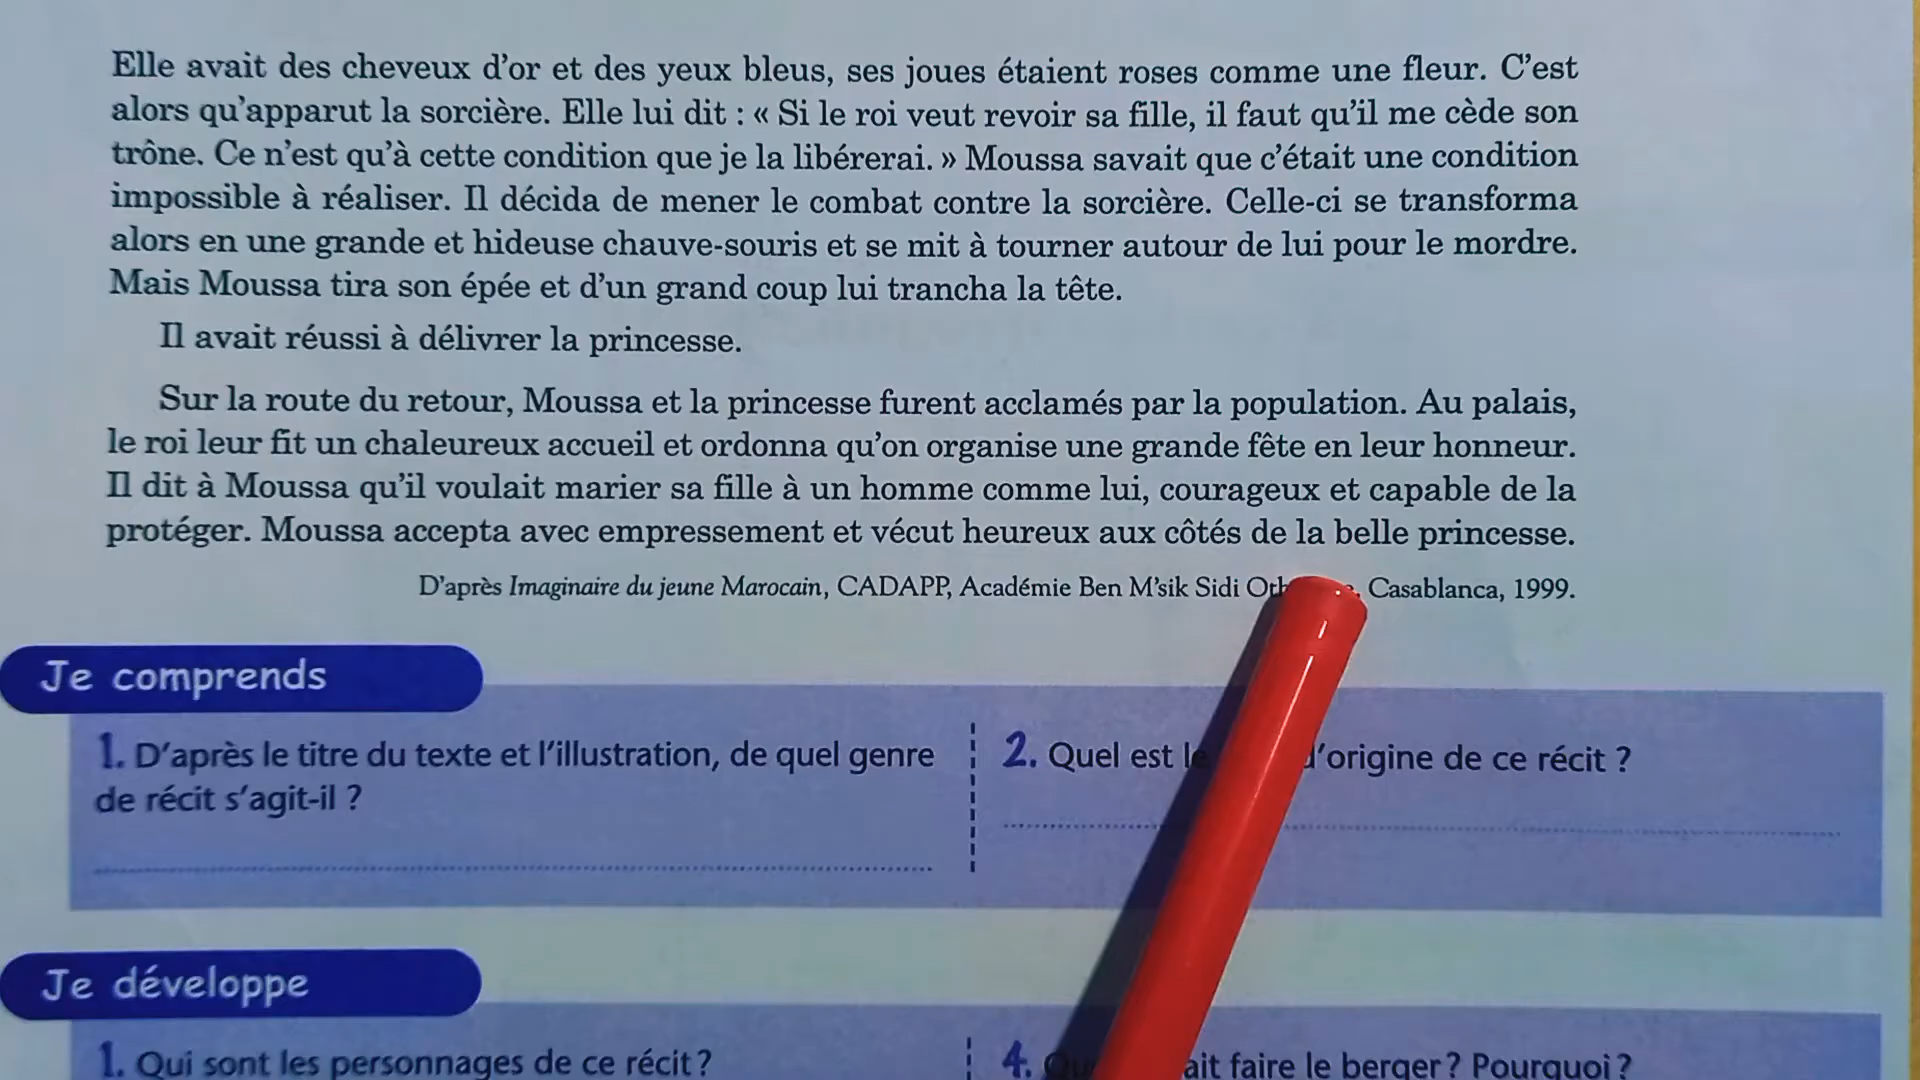 Elle avait des cheveux d'or et des yeux bleus, ses joues étaient roses comme une fleur. C'est
alors qu'apparut la sorcière. Elle lui dit : « Si le roi veut revoir sa fille, il faut qu'il me cède son
trône. Ce n'est qu'à cette condition que je la libérerai. » Moussa savait que c'était une condition
impossible à réaliser. Il décida de mener le combat contre la sorcière. Celle-ci se transforma
alors en une grande et hideuse chauve-souris et se mit à tourner autour de lui pour le mordre.
Mais Moussa tira son épée et d'un grand coup lui trancha la tête.
Il avait réussi à délivrer la princesse.
Sur la route du retour, Moussa et la princesse furent acclamés par la population. Au palais,
le roi leur fit un chaleureux accueil et ordonna qu'on organise une grande fête en leur honneur.
Il dit à Moussa qu'il voulait marier sa fille à un homme comme lui, courageux et capable de la
protéger. Moussa accepta avec empressement et vécut heureux aux côtés de la belle princesse.
D'après Imaginaire du jeune Marocain, CADAPP, Académie Ben M'sik Sidi Casablanca, 1999.
Je comprends
1. D'après le titre du texte et l'illustration, de quel genre
de récit s'agit-il ?
2. Quel est le d'origine de ce récit ?
Je développe
1. Qui sont les personnages de ce récit ?
4. faire le berger ? Pourquoi ?